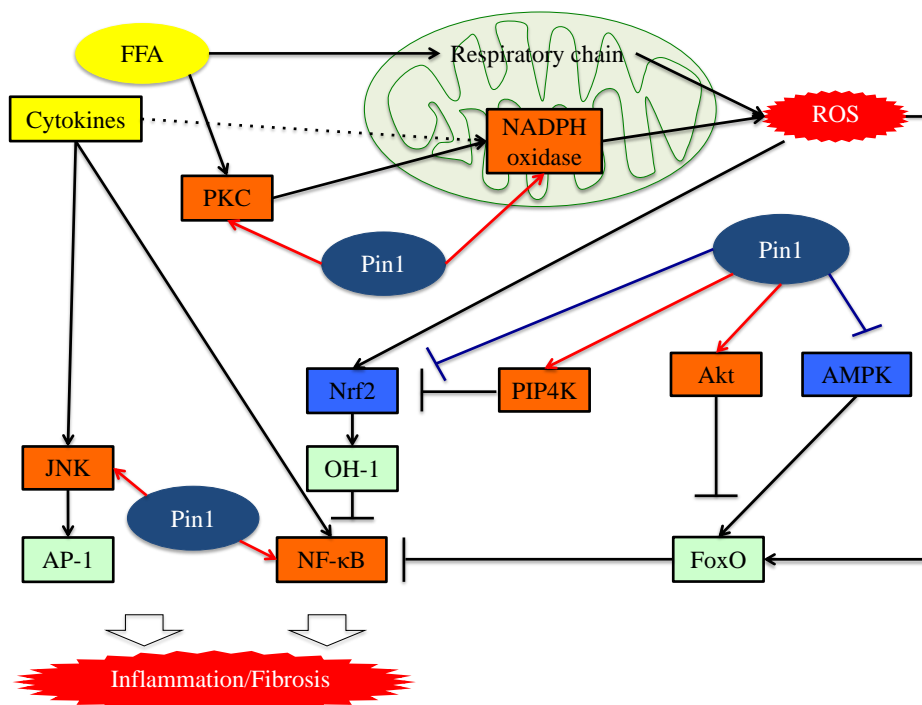 FFA
Respiratory chain
Cytokines
NADPH
oxidase
ROS
PKC
Pin1
Pin1
Nrf2
PIP4K
Akt
AMPK
JNK
OH-1
Pin1
AP-1
NF-κB
FoxO
Inflammation/Fibrosis